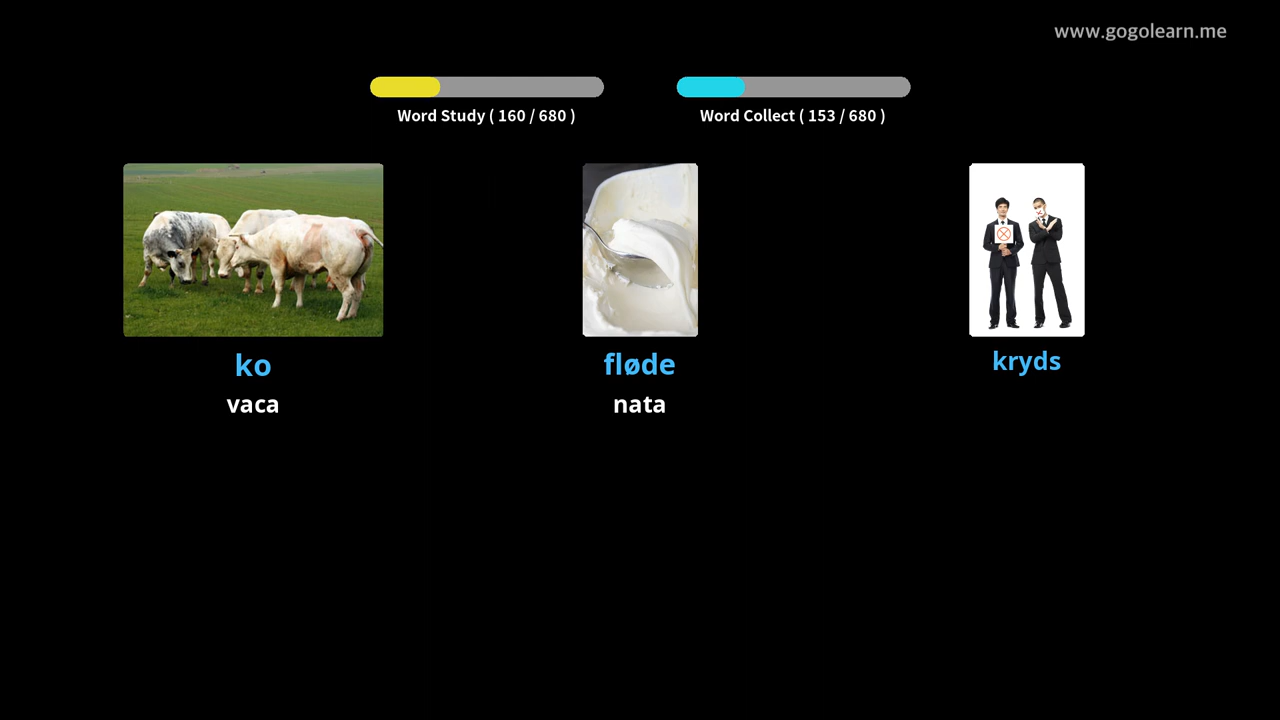 www.gogolearn.me
Word Study ( 160 / 680 )
Word Collect ( 153 / 680 )
ko
vaca
fløde
nata
kryds